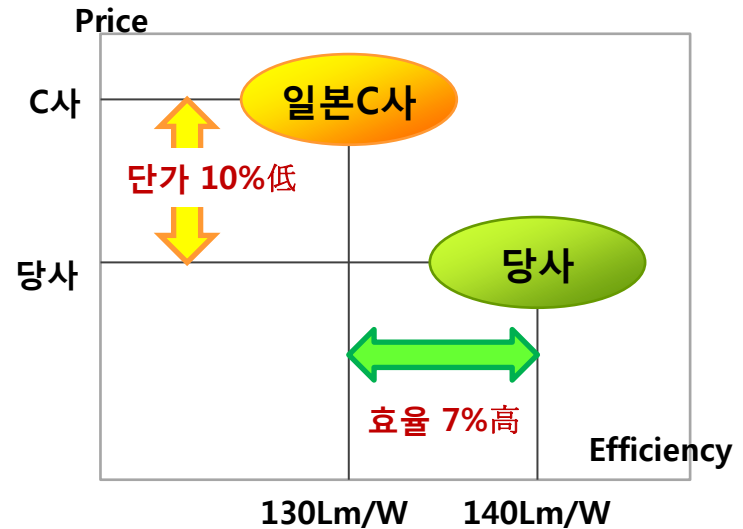 Price
C사
일본C사
단가 10%低
당사
당사
효율 7%高
Efficiency
130Lm/W
140Lm/W